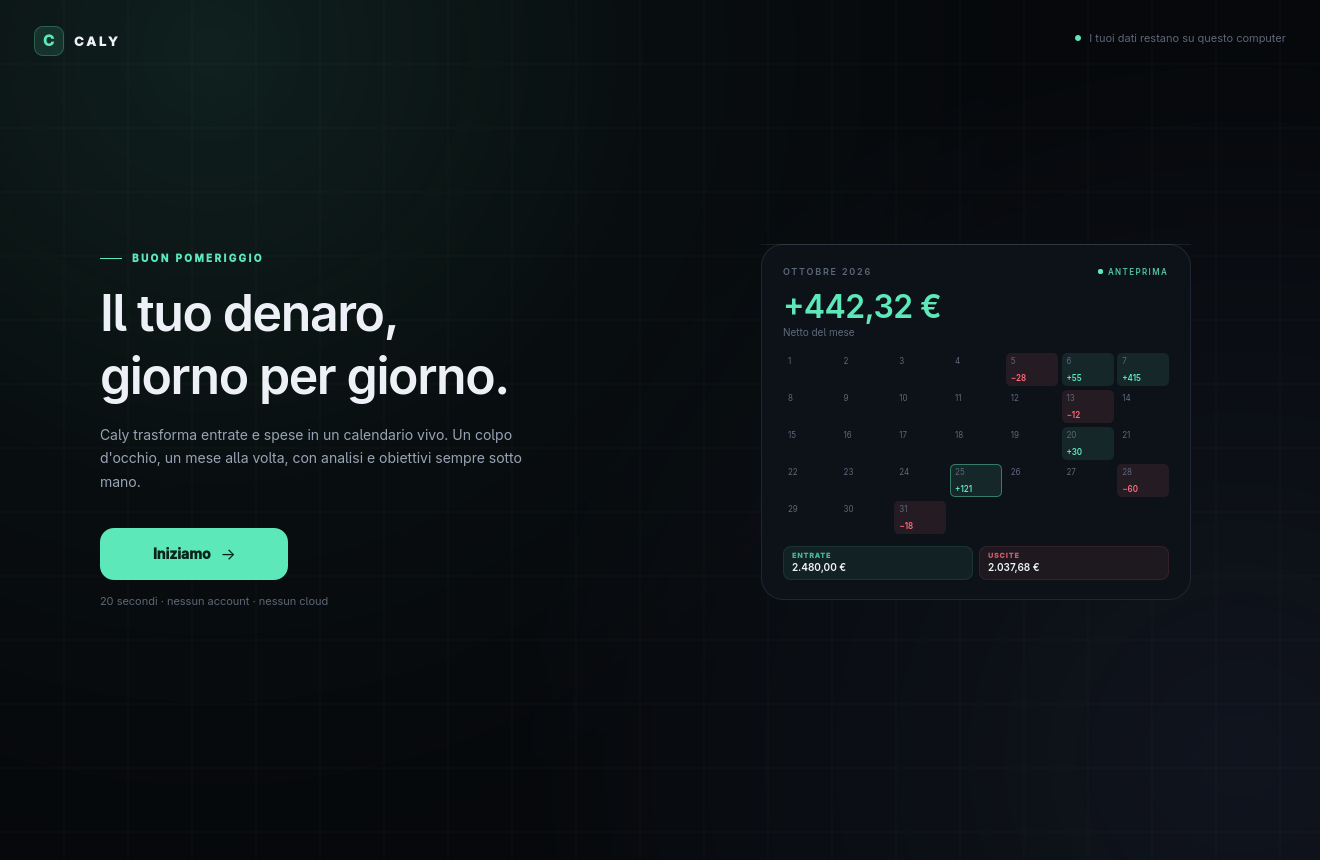 C CALY
I tuoi dati restano su questo computer
BUON POMERIGGIO
Il tuo denaro,
giorno per giorno.
Caly trasforma entrate e spese in un calendario vivo. Un colpo
d'occhio, un mese alla volta, con analisi e obiettivi sempre sotto
mano.
Iniziamo →
20 secondi · nessun account · nessun cloud
OTTOBRE 2026 ANTEPRIMA
+442,32 €
Netto del mese
1 2 3 4 5 6 7
−28 +55 +415
8 9 10 11 12 13 14
−12
15 16 17 18 19 20 21
+30
22 23 24 25 26 27 28
+121 −60
29 30 31
−18
ENTRATE USCITE
2.480,00 € 2.037,68 €